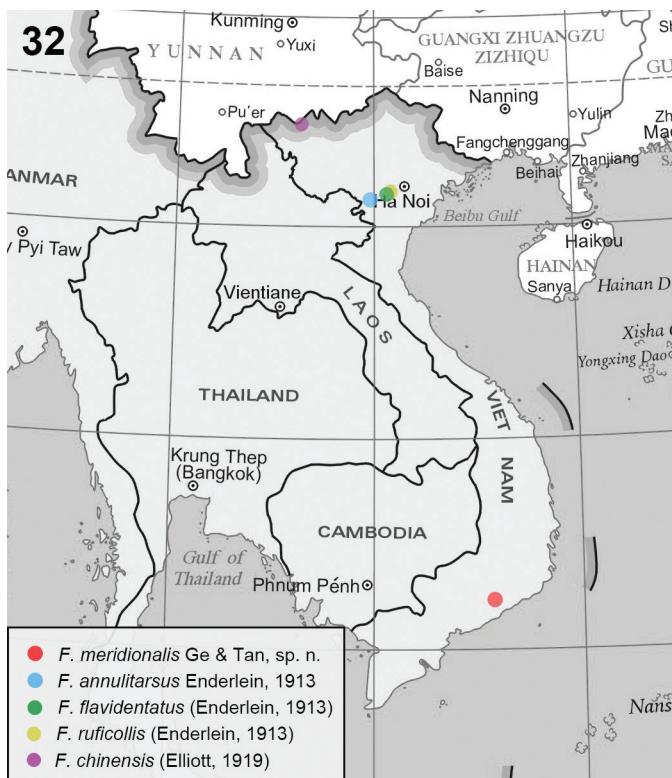 32
Kunming
YUNNAN
Yuxi
GUANGXI ZHUANGZU
ZIZHIQU
GU
Baise
Pu'er
Nanning
Yulin
Zh
Fangchenggang
Zhanjiang
Beihai
ANMAR
Ha Noi
Beibu Gulf
Haikou
y Pyi Taw
HAINAN
Sanya
Hainan D
Vientiane
LAOS
Xisha
Yongxing Dao
THAILAND
VIET
NAM
Krung Thep
(Bangkok)
CAMBODIA
Gulf of
Thailand
Phnum Pénh
F. meridionalis Ge & Tan, sp. n.
F. annulitarsus Enderlein, 1913
F. flavidentatus (Enderlein, 1913)
F. ruficollis (Enderlein, 1913)
F. chinensis (Elliott, 1919)
Nans